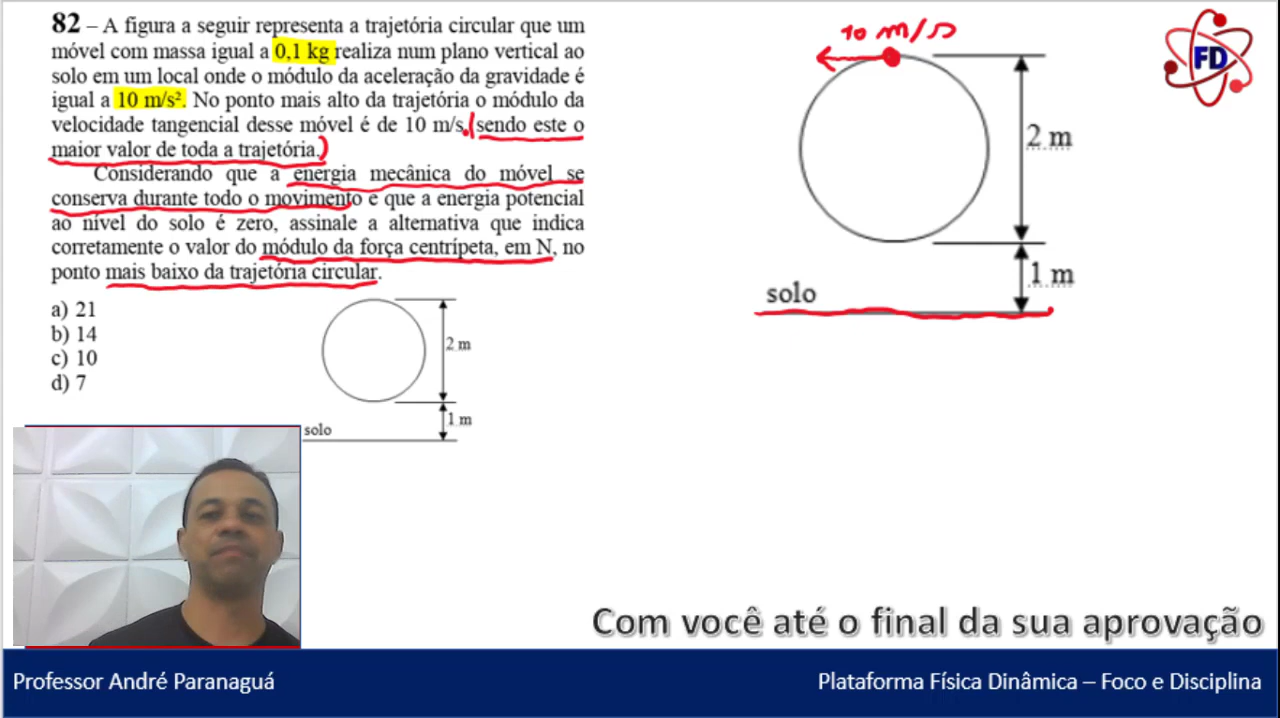 82 – A figura a seguir representa a trajetória circular que um
móvel com massa igual a 0,1 kg realiza num plano vertical ao
solo em um local onde o módulo da aceleração da gravidade é
igual a 10 m/s². No ponto mais alto da trajetória o módulo da
velocidade tangencial desse móvel é de 10 m/s, (sendo este o
maior valor de toda a trajetória.)
Considerando que a energia mecânica do móvel se
conserva durante todo o movimento e que a energia potencial
ao nível do solo é zero, assinale a alternativa que indica
corretamente o valor do módulo da força centrípeta, em N, no
ponto mais baixo da trajetória circular.
a) 21
b) 14
c) 10
d) 7
2 m
1 m
solo
10 m/s
2 m
1 m
solo
FD
Com você até o final da sua aprovação
Professor André Paranaguá
Plataforma Física Dinâmica – Foco e Disciplina